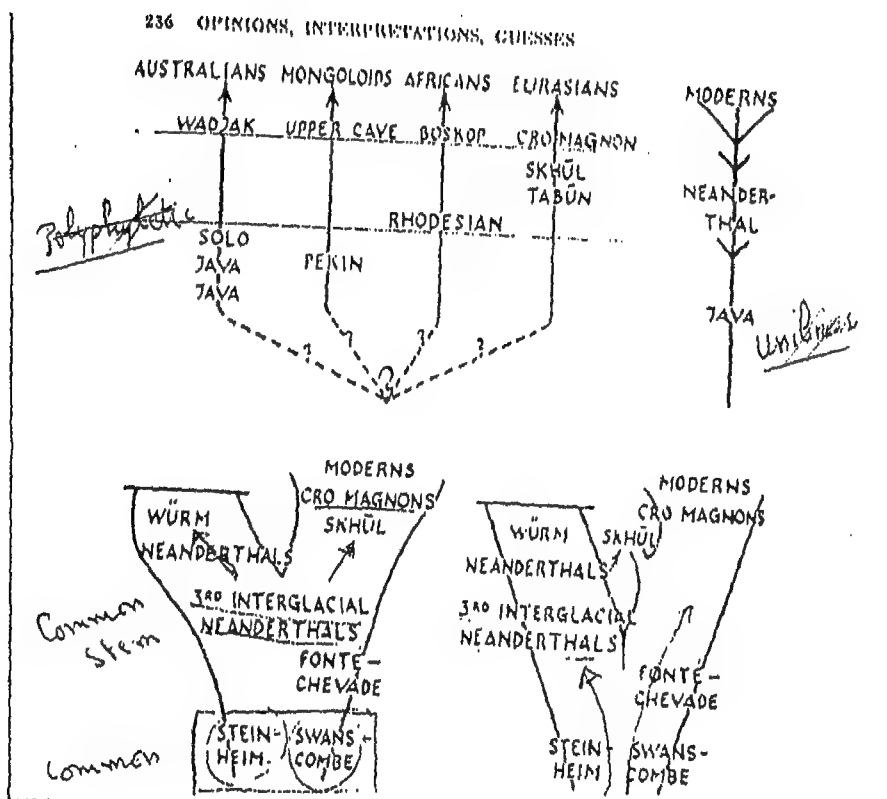 236 OPINIONS, INTERPRETATIONS, GUESSES
AUSTRALIANS MONGOLOIDS AFRICANS EURASIANS
WADJAK UPPER CAVE BOSKOP CRO MAGNON
SKHŪL
TABŪN
RHODESIAN
Polyphyletic
SOLO
JAVA PEKIN
JAVA
? ? ? ?
?
MODERNS
NEANDER-
THAL
JAVA
Unilinear
MODERNS
CRO MAGNONS
WÜRM SKHŪL
NEANDERTHALS
3RD INTERGLACIAL
NEANDERTHALS
Common
Stem
FONTE-
CHEVADE
STEIN- SWANS-
HEIM COMBE
Common
MODERNS
CRO MAGNONS
WÜRM SKHŪL
NEANDERTHALS
3RD INTERGLACIAL
NEANDERTHALS
FONTE-
CHEVADE
STEIN SWANS-
HEIM COMBE